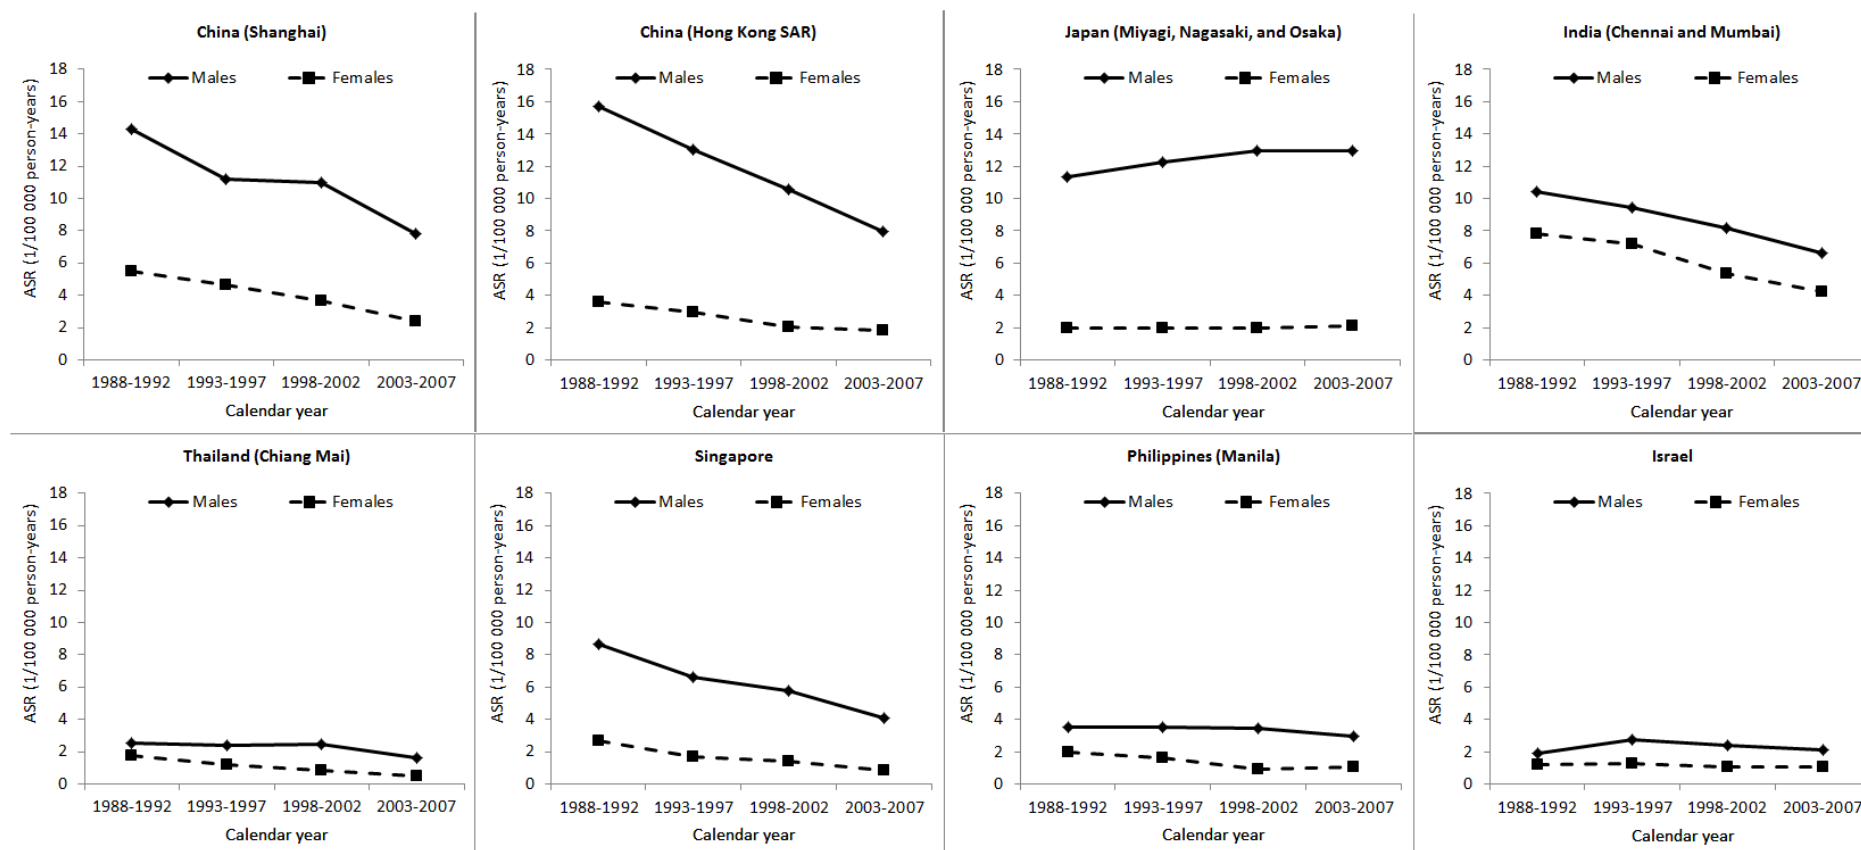 China (Shanghai)
Males Females
ASR (1/100 000 person-years)
18
16
14
12
10
8
6
4
2
0
1988-1992 1993-1997 1998-2002 2003-2007
Calendar year
China (Hong Kong SAR)
Males Females
ASR (1/100 000 person-years)
18
16
14
12
10
8
6
4
2
0
1988-1992 1993-1997 1998-2002 2003-2007
Calendar year
Japan (Miyagi, Nagasaki, and Osaka)
Males Females
ASR (1/100 000 person-years)
18
16
14
12
10
8
6
4
2
0
1988-1992 1993-1997 1998-2002 2003-2007
Calendar year
India (Chennai and Mumbai)
Males Females
ASR (1/100 000 person-years)
18
16
14
12
10
8
6
4
2
0
1988-1992 1993-1997 1998-2002 2003-2007
Calendar year
Thailand (Chiang Mai)
Males Females
ASR (1/100 000 person-years)
18
16
14
12
10
8
6
4
2
0
1988-1992 1993-1997 1998-2002 2003-2007
Calendar year
Singapore
Males Females
ASR (1/100 000 person-years)
18
16
14
12
10
8
6
4
2
0
1988-1992 1993-1997 1998-2002 2003-2007
Calendar year
Philippines (Manila)
Males Females
ASR (1/100 000 person-years)
18
16
14
12
10
8
6
4
2
0
1988-1992 1993-1997 1998-2002 2003-2007
Calendar year
Israel
Males Females
ASR (1/100 000 person-years)
18
16
14
12
10
8
6
4
2
0
1988-1992 1993-1997 1998-2002 2003-2007
Calendar year